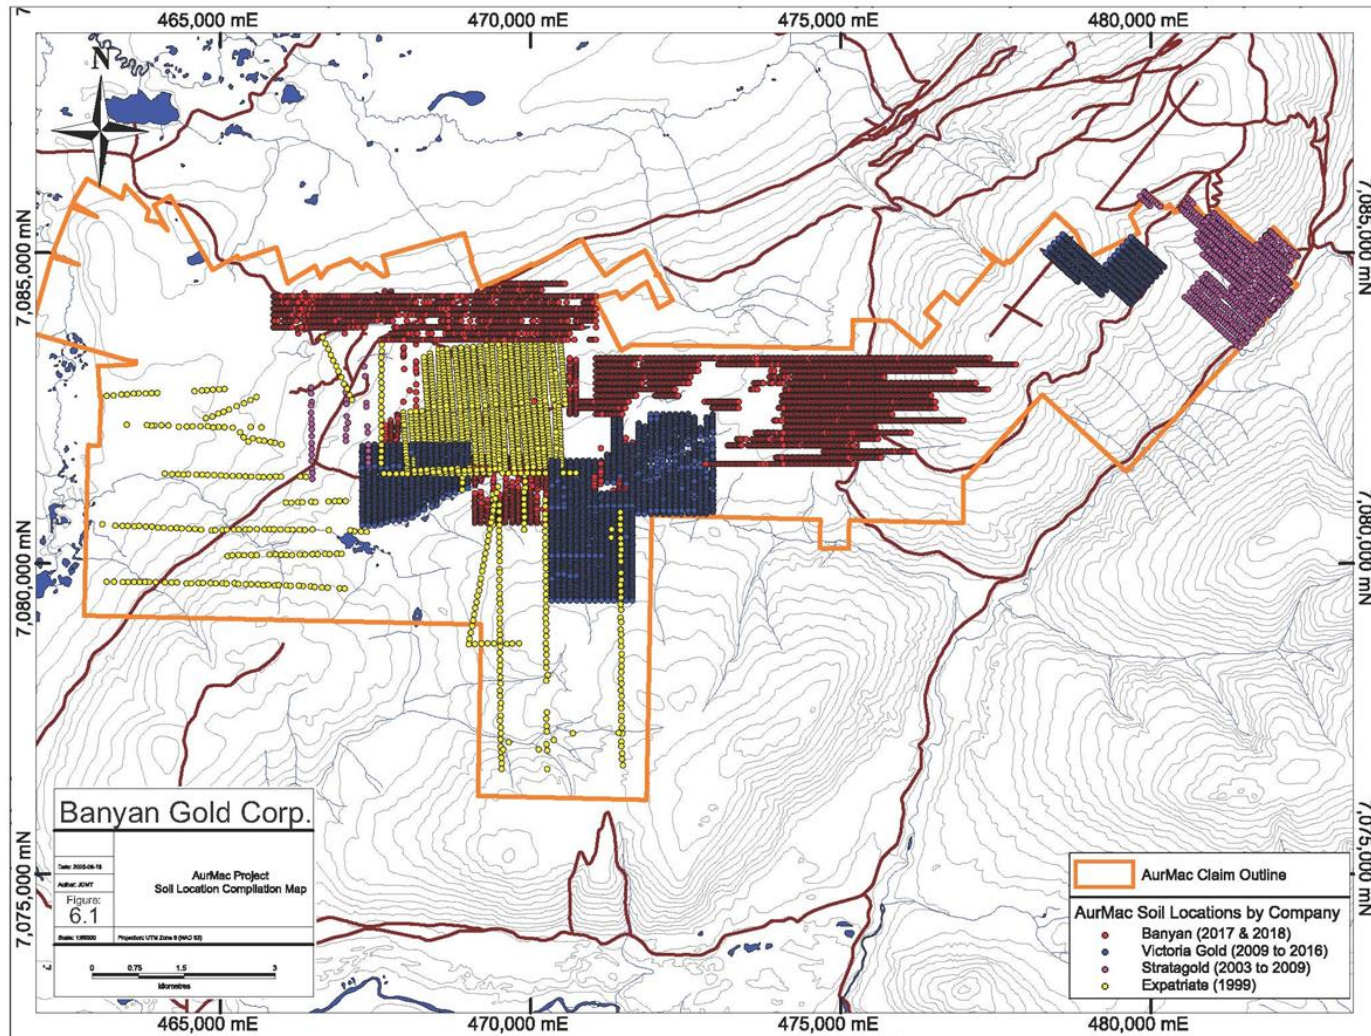 465,000 mE 470,000 mE 475,000 mE 480,000 mE
N
7,085,000 mN
7,085,000 mN
7,080,000 mN
7,080,000 mN
7,075,000 mN
7,075,000 mN
Banyan Gold Corp.
AurMac Project
Soil Location Compilation Map
Figure:
6.1
0 0.75 1.5 3
kilometres
AurMac Claim Outline
AurMac Soil Locations by Company
Banyan (2017 & 2018)
Victoria Gold (2009 to 2016)
Stratagold (2003 to 2009)
Expatriate (1999)
465,000 mE 470,000 mE 475,000 mE 480,000 mE